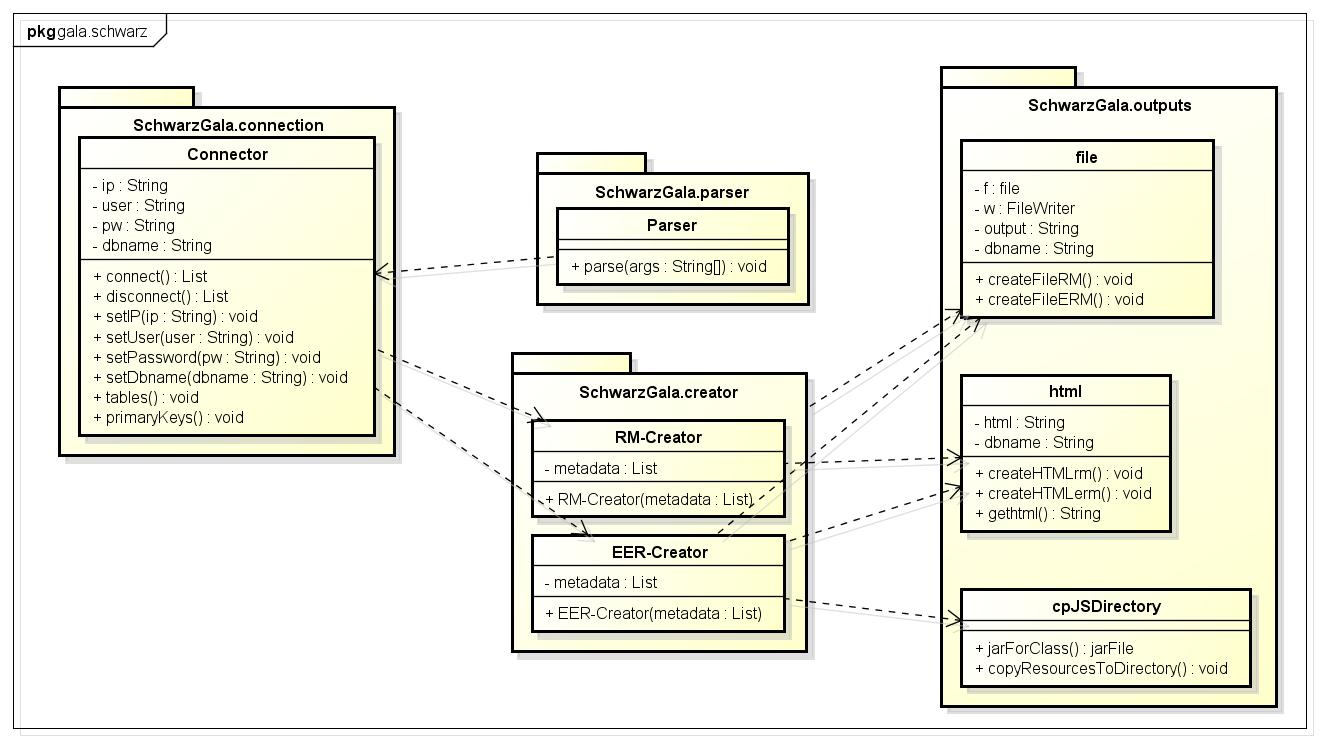 pkg gala.schwarz
SchwarzGala.connection
Connector
- ip : String
- user : String
- pw : String
- dbname : String
+ connect() : List
+ disconnect() : List
+ setIP(ip : String) : void
+ setUser(user : String) : void
+ setPassword(pw : String) : void
+ setDbname(dbname : String) : void
+ tables() : void
+ primaryKeys() : void
SchwarzGala.parser
Parser
+ parse(args : String[]) : void
SchwarzGala.creator
RM-Creator
- metadata : List
+ RM-Creator(metadata : List)
EER-Creator
- metadata : List
+ EER-Creator(metadata : List)
SchwarzGala.outputs
file
- f : file
- w : FileWriter
- output : String
- dbname : String
+ createFileRM() : void
+ createFileERM() : void
html
- html : String
- dbname : String
+ createHTMLrm() : void
+ createHTMLerm() : void
+ gethtml() : String
cpJSDirectory
+ jarForClass() : jarFile
+ copyResourcesToDirectory() : void